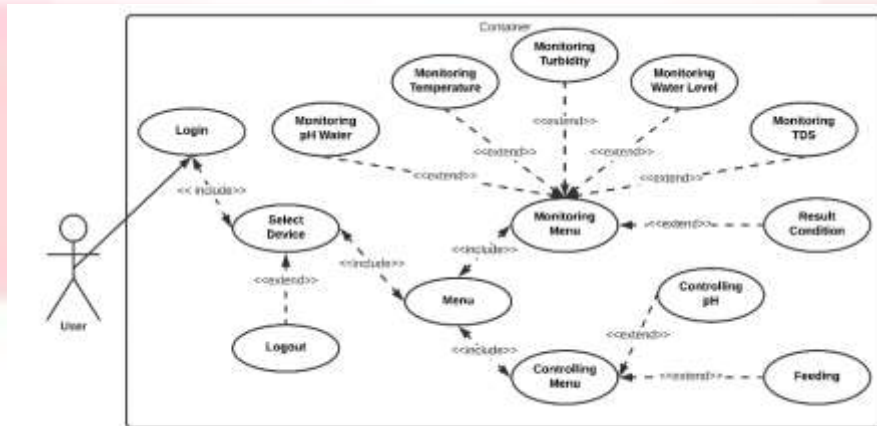 Container
Monitoring
Turbidity
Monitoring
Temperature
Monitoring
Water Level
Login
Monitoring
pH Water
Monitoring
TDS
<<extend>>
<<extend>>
<<extend>>
<<extend>>
<<extend>>
<< include>>
Select
Device
Monitoring
Menu
<<extend>>
Result
Condition
<<include>>
<<include>>
<<extend>>
Menu
Controlling
pH
User
Logout
<<include>>
<<extend>>
Controlling
Menu
<<extend>>
Feeding